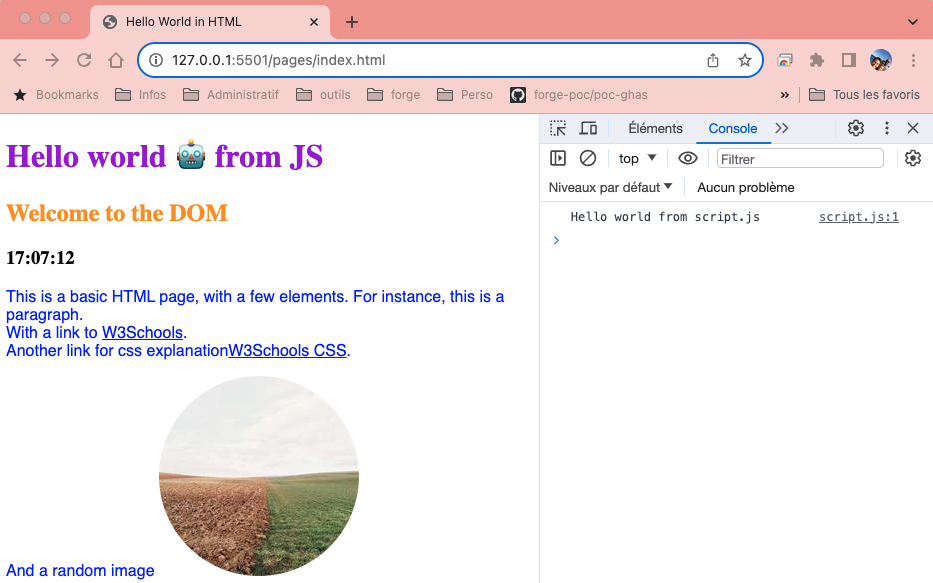 Hello World in HTML
127.0.0.1:5501/pages/index.html
Bookmarks Infos Administratif outils forge Perso forge-poc/poc-ghas » Tous les favoris
Hello world 🤖 from JS
Welcome to the DOM
17:07:12
This is a basic HTML page, with a few elements. For instance, this is a
paragraph.
With a link to W3Schools.
Another link for css explanationW3Schools CSS.
And a random image
Éléments Console
top Filtrer
Niveaux par défaut Aucun problème
Hello world from script.js script.js:1